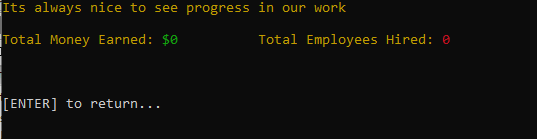 Its always nice to see progress in our work
Total Money Earned: $0 Total Employees Hired: 0
[ENTER] to return...